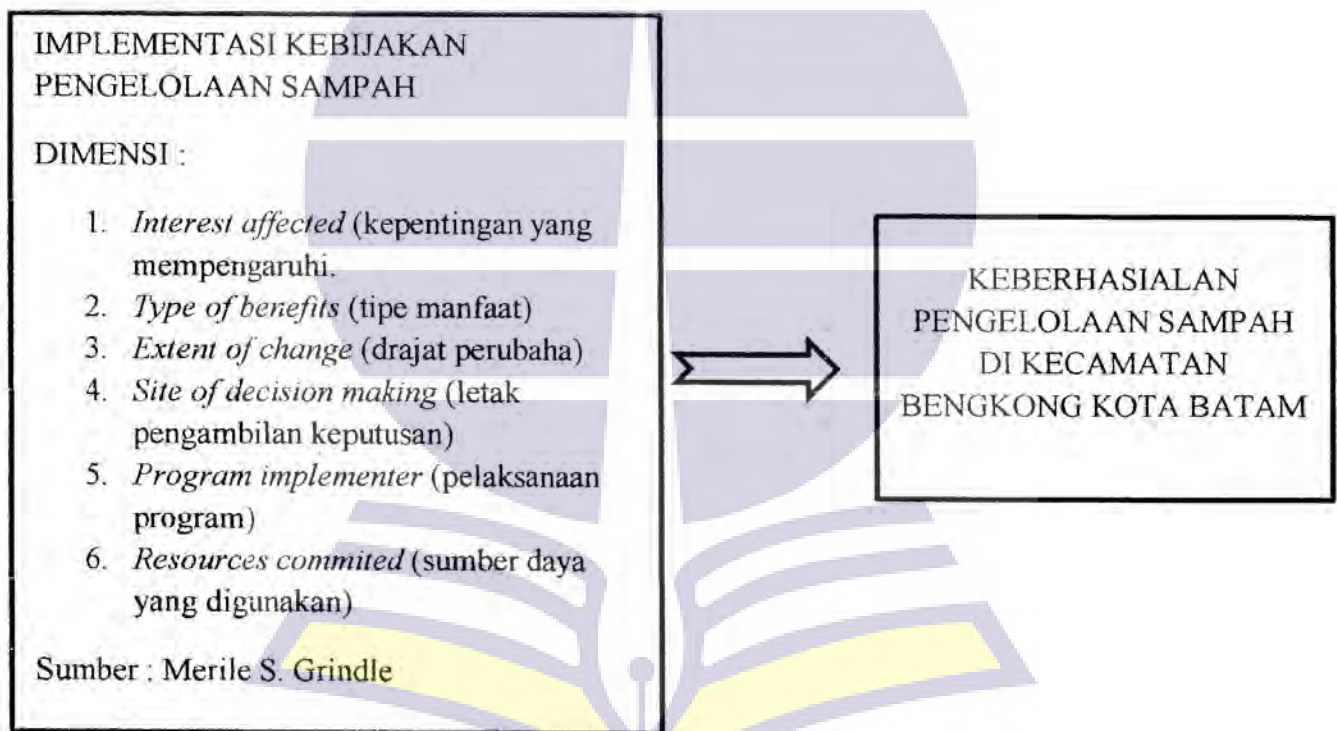 IMPLEMENTASI KEBIJAKAN
PENGELOLAAN SAMPAH
DIMENSI :
1. Interest affected (kepentingan yang
mempengaruhi.
2. Type of benefits (tipe manfaat)
3. Extent of change (drajat perubaha)
4. Site of decision making (letak
pengambilan keputusan)
5. Program implementer (pelaksanaan
program)
6. Resources commited (sumber daya
yang digunakan)
Sumber : Merile S. Grindle
KEBERHASIALAN
PENGELOLAAN SAMPAH
DI KECAMATAN
BENGKONG KOTA BATAM